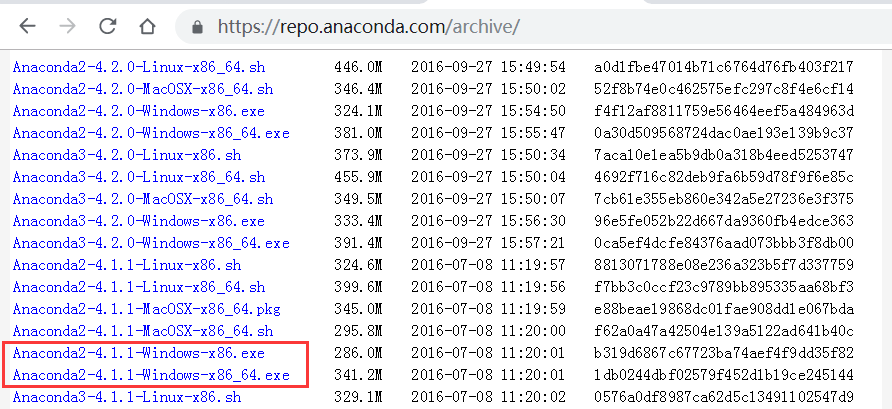 https://repo.anaconda.com/archive/
Anaconda2-4.2.0-Linux-x86_64.sh 446.0M 2016-09-27 15:49:54 a0d1fbe47014b71c6764d76fb403f217
Anaconda2-4.2.0-MacOSX-x86_64.sh 346.4M 2016-09-27 15:50:02 52f8b74e0c462575efc297c8f4e6cf14
Anaconda2-4.2.0-Windows-x86.exe 324.1M 2016-09-27 15:54:50 f4f12af8811759e56464eef5a484963d
Anaconda2-4.2.0-Windows-x86_64.exe 381.0M 2016-09-27 15:55:47 0a30d509568724dac0ae193e139b9c37
Anaconda3-4.2.0-Linux-x86.sh 373.9M 2016-09-27 15:50:34 7aca10e1ea5b9db0a318b4eed5253747
Anaconda3-4.2.0-Linux-x86_64.sh 455.9M 2016-09-27 15:50:04 4692f716c82deb9fa6b59d78f9f6e85c
Anaconda3-4.2.0-MacOSX-x86_64.sh 349.5M 2016-09-27 15:50:07 7cb61e355eb860e342a5e27236e3f375
Anaconda3-4.2.0-Windows-x86.exe 333.4M 2016-09-27 15:56:30 96e5fe052b22d667da9360fb4edce363
Anaconda3-4.2.0-Windows-x86_64.exe 391.4M 2016-09-27 15:57:21 0ca5ef4dcfe84376aad073bbb3f8db00
Anaconda2-4.1.1-Linux-x86.sh 324.6M 2016-07-08 11:19:57 8813071788e08e236a323b5f7d337759
Anaconda2-4.1.1-Linux-x86_64.sh 399.6M 2016-07-08 11:19:56 f7bb3c0ccf23c9789bb895335aa68bf3
Anaconda2-4.1.1-MacOSX-x86_64.pkg 345.0M 2016-07-08 11:19:59 e88beae19868dc01fae908dd1e067bda
Anaconda2-4.1.1-MacOSX-x86_64.sh 295.8M 2016-07-08 11:20:00 f62a0a47a42504e139a5122ad641b40c
Anaconda2-4.1.1-Windows-x86.exe 286.0M 2016-07-08 11:20:01 b319d6867c67723ba74aef4f9dd35f82
Anaconda2-4.1.1-Windows-x86_64.exe 341.2M 2016-07-08 11:20:01 1db0244dbf02579f452d1b19ce245144
Anaconda3-4.1.1-Linux-x86.sh 329.1M 2016-07-08 11:20:02 0576a0df8987ca62d5c13491102547d9